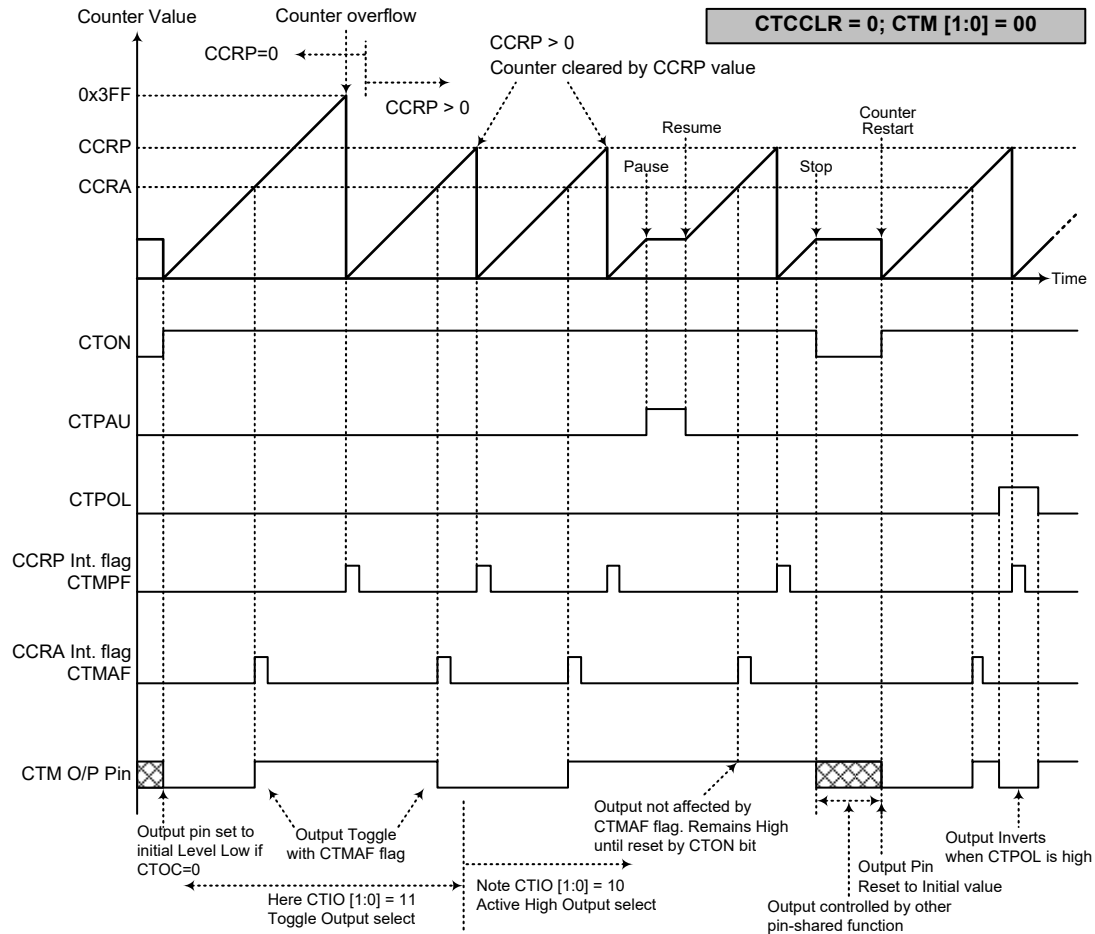 Counter Value
Counter overflow
CTCCLR = 0; CTM [1:0] = 00
CCRP=0
CCRP > 0
CCRP > 0
Counter cleared by CCRP value
0x3FF
CCRP
CCRA
Pause
Resume
Stop
Counter
Restart
Time
CTON
CTPAU
CTPOL
CCRP Int. flag
CTMPF
CCRA Int. flag
CTMAF
CTM O/P Pin
Output pin set to
initial Level Low if
CTOC=0
Output Toggle
with CTMAF flag
Here CTIO [1:0] = 11
Toggle Output select
Note CTIO [1:0] = 10
Active High Output select
Output not affected by
CTMAF flag. Remains High
until reset by CTON bit
Output controlled by other
pin-shared function
Output Pin
Reset to Initial value
Output Inverts
when CTPOL is high